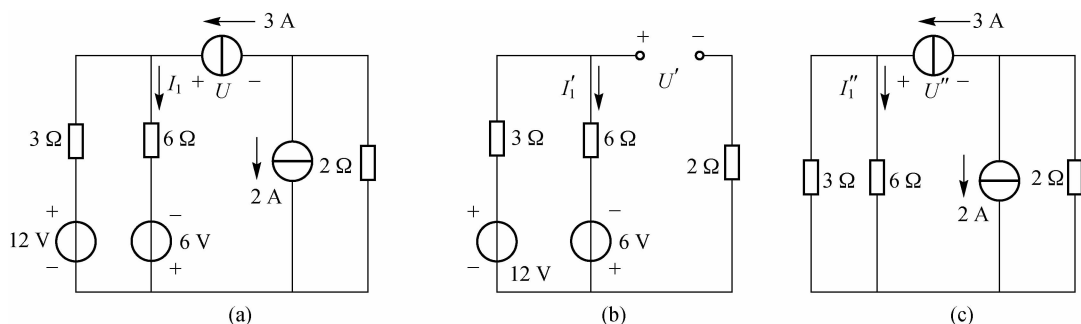 3 A
I₁ + −
U
3 Ω
6 Ω
2 Ω
2 A
+
−
12 V
6 V
−
+
(a)
+ −
I₁′
U′
3 Ω
6 Ω
2 Ω
+
−
12 V
−
6 V
+
(b)
3 A
I₁″ + −
U″
3 Ω
6 Ω
2 Ω
2 A
(c)